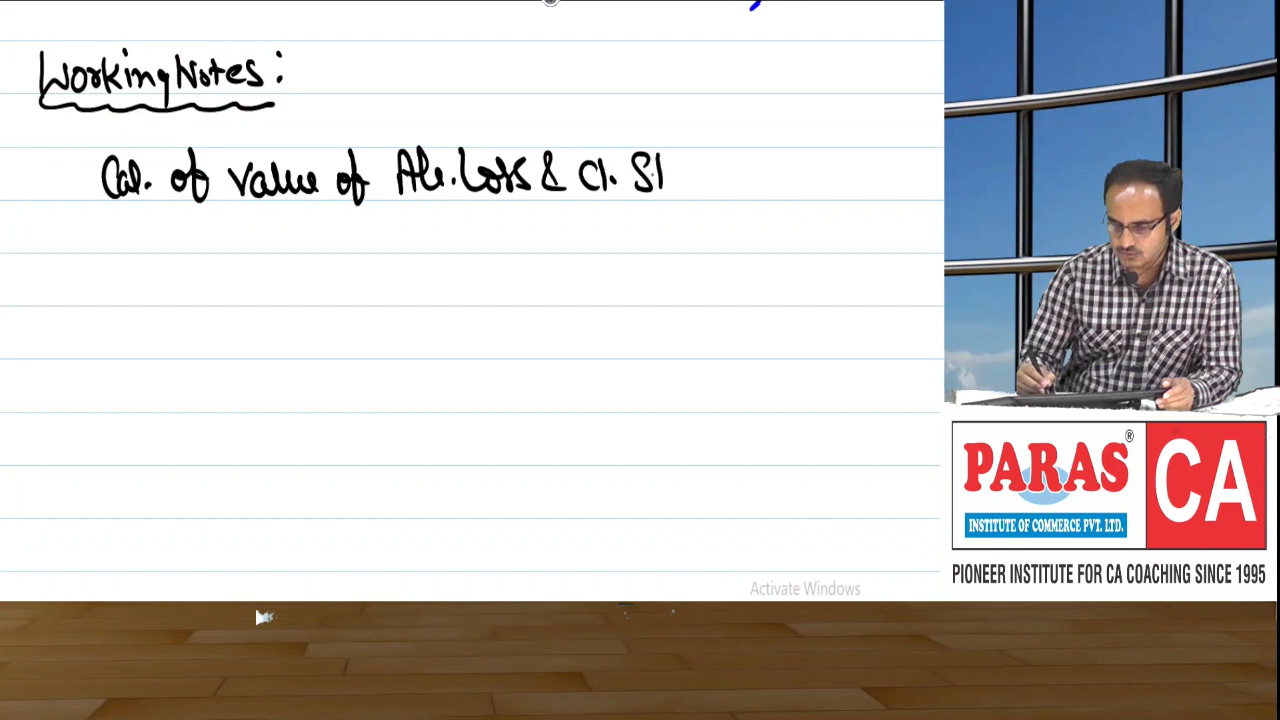 Working Notes:
Cal. of value of Ab. Loss & Cl. St
Activate Windows
PARAS ®
INSTITUTE OF COMMERCE PVT. LTD.
CA
PIONEER INSTITUTE FOR CA COACHING SINCE 1995